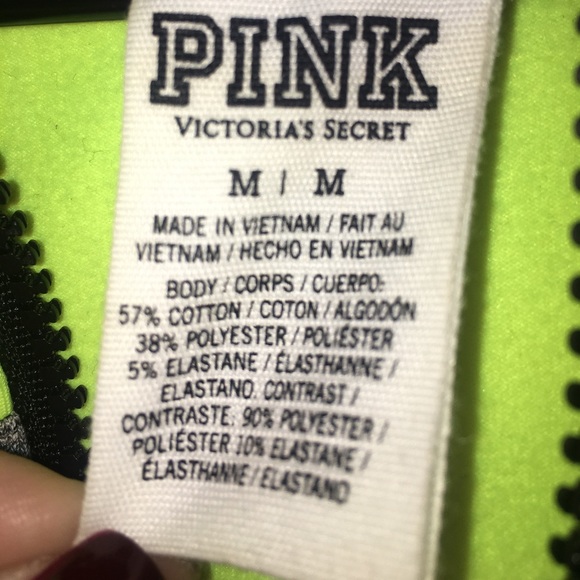 PINK
VICTORIA'S SECRET
M | M
MADE IN VIETNAM / FAIT AU
VIETNAM / HECHO EN VIETNAM
BODY / CORPS / CUERPO:
57% COTTON / COTON / ALGODÓN
38% POLYESTER / POLIÉSTER
5% ELASTANE / ÉLASTHANNE /
ELASTANO. CONTRAST /
CONTRASTE: 90% POLYESTER /
POLIÉSTER 10% ELASTANE /
ÉLASTHANNE / ELASTANO